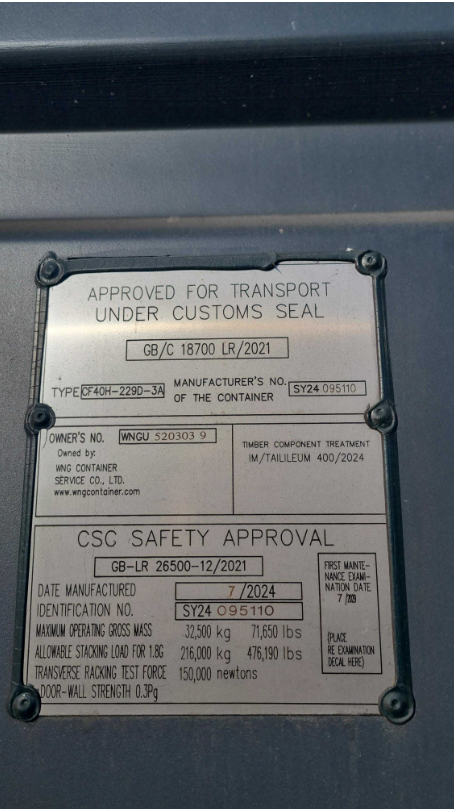 APPROVED FOR TRANSPORT
UNDER CUSTOMS SEAL
GB/C 18700 LR/2021
TYPE CF40H-229D-3A MANUFACTURER'S NO. OF THE CONTAINER SY24 095110
OWNER'S NO. WNGU 520303 9
Owned by:
WNG CONTAINER
SERVICE CO., LTD.
www.wngcontainer.com
TIMBER COMPONENT TREATMENT
IM/TAILILEUM 400/2024
CSC SAFETY APPROVAL
GB-LR 26500-12/2021
DATE MANUFACTURED 7/2024
IDENTIFICATION NO. SY24 095110
MAXIMUM OPERATING GROSS MASS 32,500 kg 71,650 lbs
ALLOWABLE STACKING LOAD FOR 1.8G 216,000 kg 476,190 lbs
TRANSVERSE RACKING TEST FORCE 150,000 newtons
DOOR-WALL STRENGTH 0.3Pg
FIRST MAINTE-
NANCE EXAMI-
NATION DATE
7 /2029
(PLACE
RE EXAMINATION
DECAL HERE)